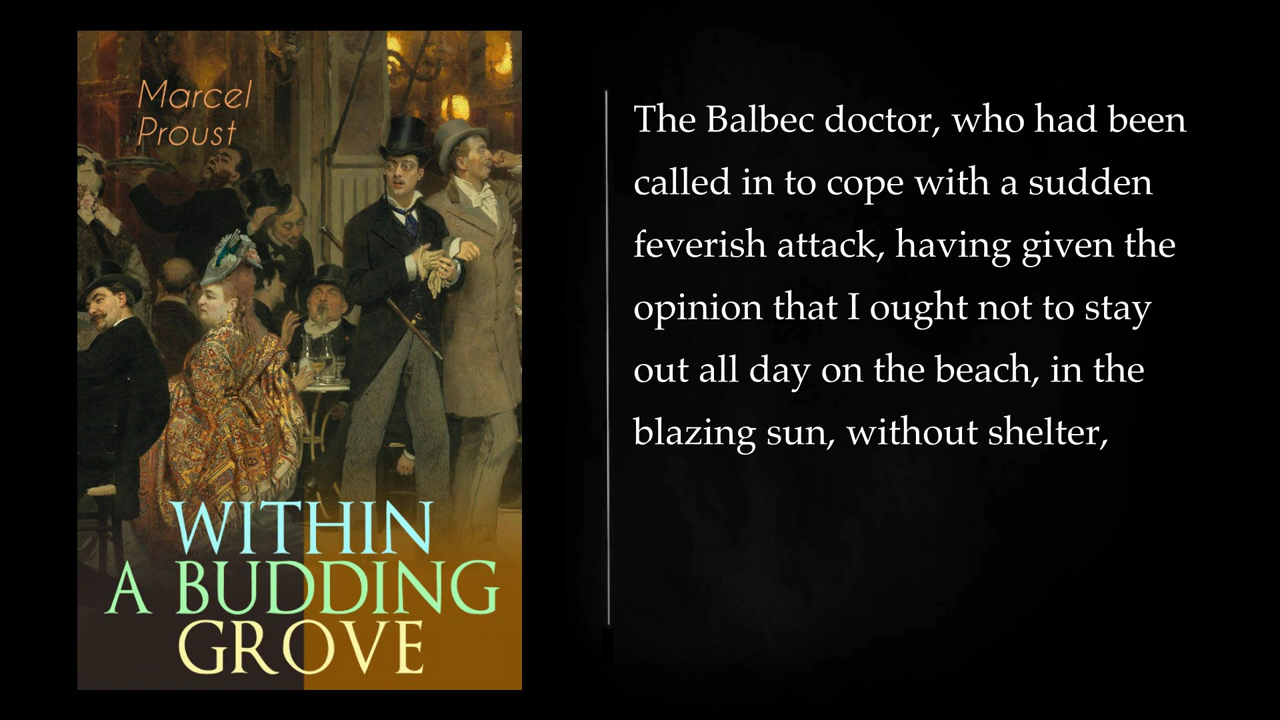 Marcel
Proust
WITHIN
A BUDDING
GROVE
The Balbec doctor, who had been
called in to cope with a sudden
feverish attack, having given the
opinion that I ought not to stay
out all day on the beach, in the
blazing sun, without shelter,